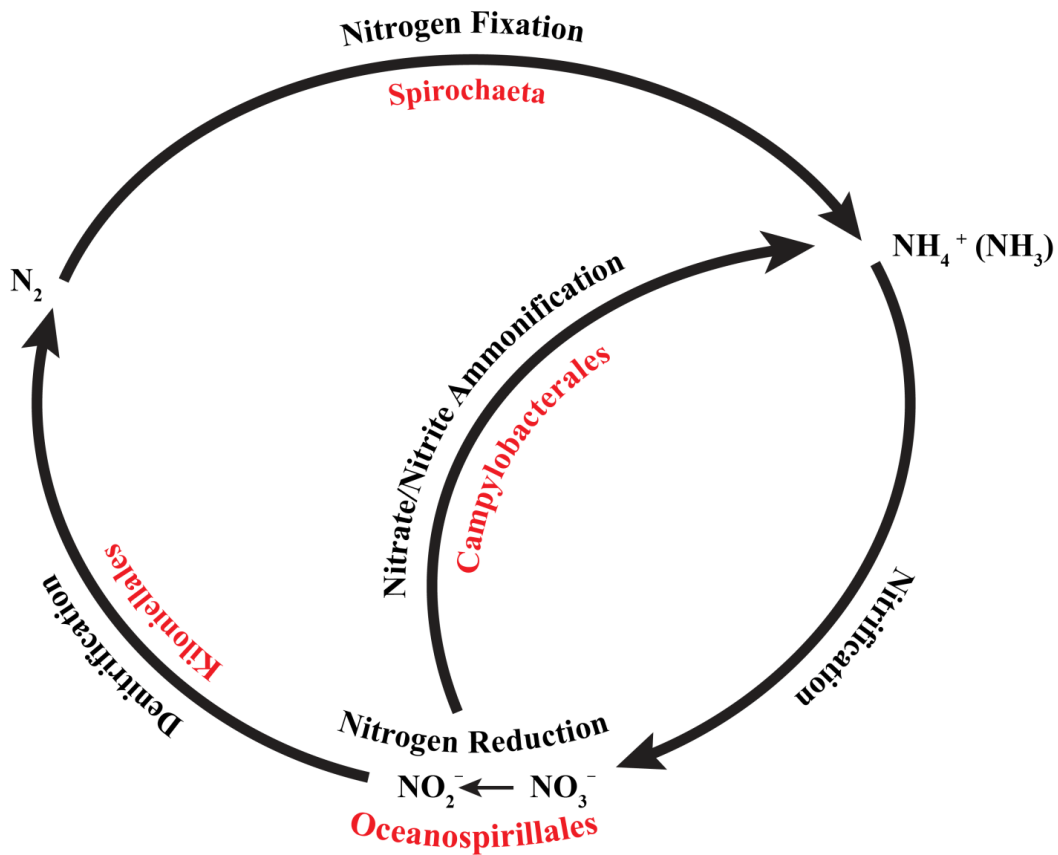 Nitrogen Fixation
Spirochaeta
NH₄⁺ (NH₃)
N₂
Nitrate/Nitrite Ammonification
Campylobacterales
Nitrification
Kiloniellales
Denitrification
Nitrogen Reduction
NO₂⁻ ← NO₃⁻
Oceanospirillales